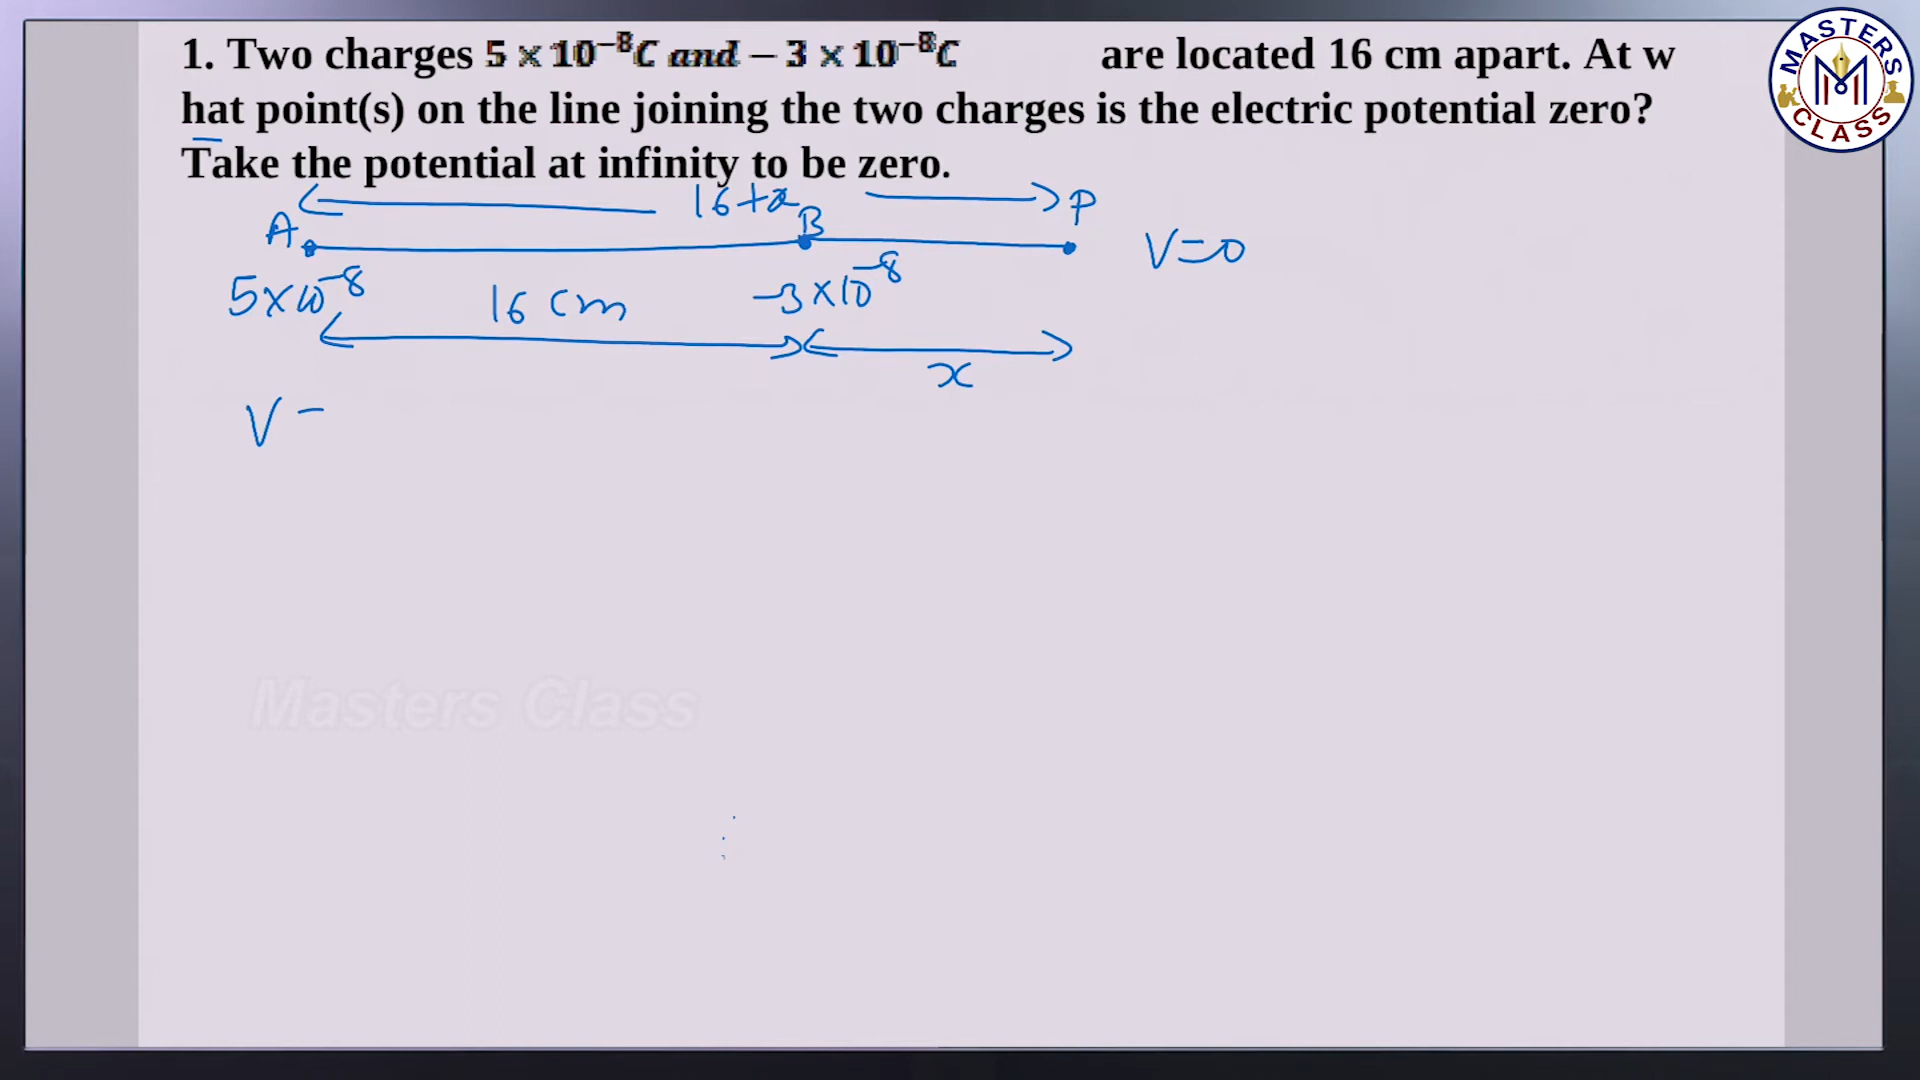 1. Two charges 5 × 10⁻⁸C and − 3 × 10⁻⁸C are located 16 cm apart. At w
hat point(s) on the line joining the two charges is the electric potential zero?
Take the potential at infinity to be zero.
16+x
A B P
V=0
5×10⁻⁸ 16 cm -3×10⁻⁸
x
V =
Masters Class
MASTERS
M
CLASS